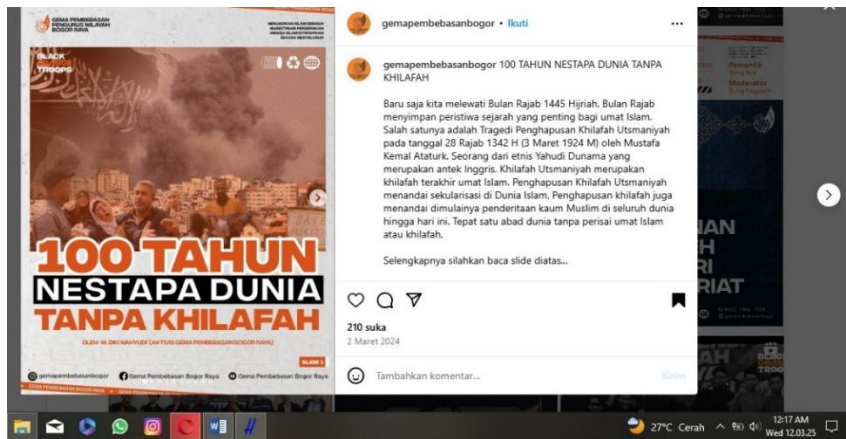 GEMA PEMBEBASAN
PENGURUS WILAYAH
BOGOR RAYA
BLACK
TROOPS
100 TAHUN
NESTAPA DUNIA
TANPA KHILAFAH
OLEH: M. DIKI WAHYUDI (AKTIVIS GEMA PEMBEBASAN BOGOR RAYA)
SLIDE 1
@gemapembebasanbogor Gema Pembebasan Bogor Raya Gema Pembebasan Bogor Raya
gemapembebasanbogor • Ikuti
gemapembebasanbogor 100 TAHUN NESTAPA DUNIA TANPA
KHILAFAH
Baru saja kita melewati Bulan Rajab 1445 Hijriah. Bulan Rajab
menyimpan peristiwa sejarah yang penting bagi umat Islam.
Salah satunya adalah Tragedi Penghapusan Khilafah Utsmaniyah
pada tanggal 28 Rajab 1342 H (3 Maret 1924 M) oleh Mustafa
Kemal Ataturk. Seorang dari etnis Yahudi Dunama yang
merupakan antek Inggris. Khilafah Utsmaniyah merupakan
khilafah terakhir umat Islam. Penghapusan Khilafah Utsmaniyah
menandai sekularisasi di Dunia Islam. Penghapusan khilafah juga
menandai dimulainya penderitaan kaum Muslim di seluruh dunia
hingga hari ini. Tepat satu abad dunia tanpa perisai umat Islam
atau khilafah.
Selengkapnya silahkan baca slide diatas...
210 suka
2 Maret 2024
Tambahkan komentar...
Kirim
Pemantik
Moderator
IAN
H
RI
RIAT
AH
27°C Cerah
12:17 AM
Wed 12.03.25